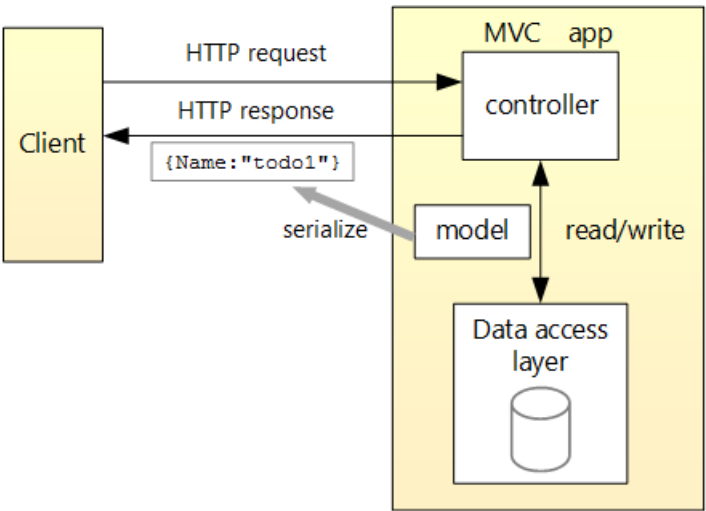 MVC app
HTTP request
controller
HTTP response
Client
{Name:"todo1"}
serialize
model
read/write
Data access
layer